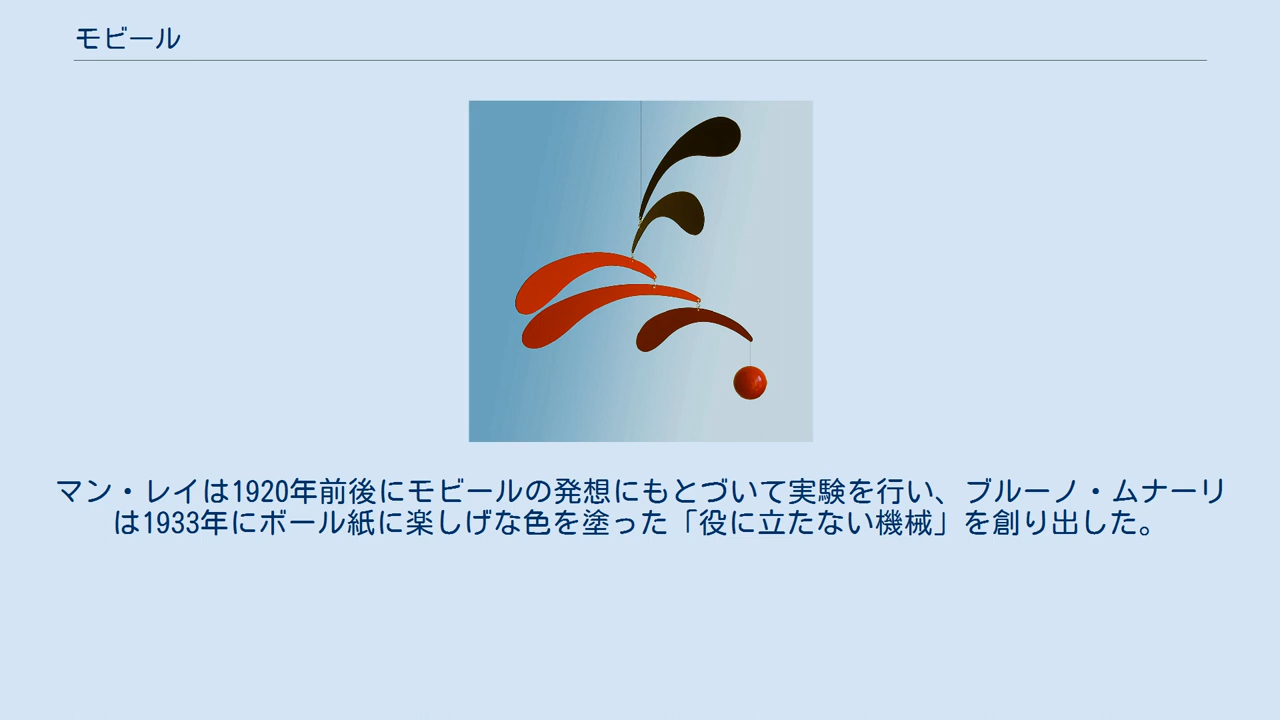 モビール
マン・レイは1920年前後にモビールの発想にもとづいて実験を行い、ブルーノ・ムナーリ
は1933年にボール紙に楽しげな色を塗った「役に立たない機械」を創り出した。